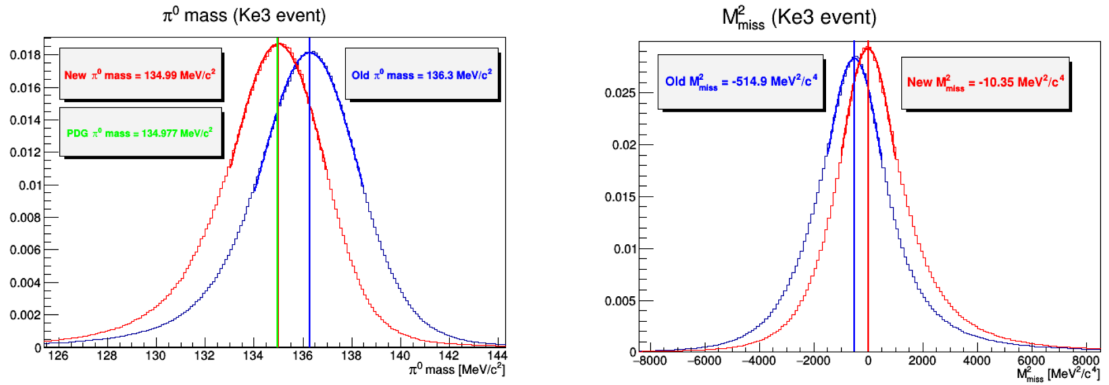 π⁰ mass (Ke3 event)
New π⁰ mass = 134.99 MeV/c²
Old π⁰ mass = 136.3 MeV/c²
PDG π⁰ mass = 134.977 MeV/c²
0.018
0.016
0.014
0.012
0.01
0.008
0.006
0.004
0.002
0
126 128 130 132 134 136 138 140 142 144
π⁰ mass [MeV/c²]
M²miss (Ke3 event)
Old M²miss = -514.9 MeV²/c⁴
New M²miss = -10.35 MeV²/c⁴
0.025
0.02
0.015
0.01
0.005
0
−8000 −6000 −4000 −2000 0 2000 4000 6000 8000
M²miss [MeV²/c⁴]